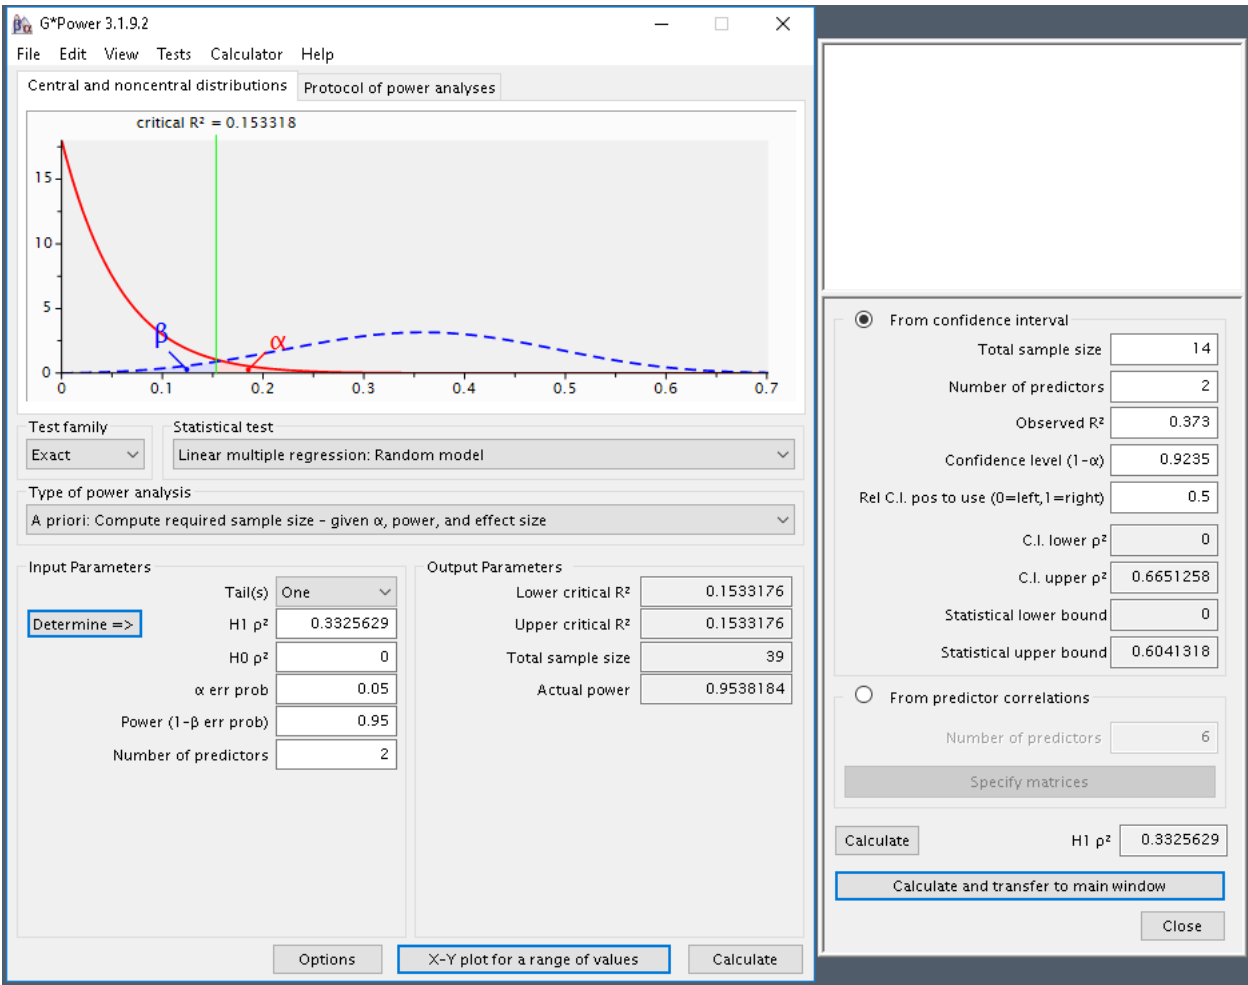 G*Power 3.1.9.2
File Edit View Tests Calculator Help
Central and noncentral distributions Protocol of power analyses
critical R² = 0.153318
15
10
5
0
β
α
0 0.1 0.2 0.3 0.4 0.5 0.6 0.7
Test family Statistical test
Exact Linear multiple regression: Random model
Type of power analysis
A priori: Compute required sample size - given α, power, and effect size
Input Parameters
Tail(s) One
Determine => H1 ρ² 0.3325629
H0 ρ² 0
α err prob 0.05
Power (1-β err prob) 0.95
Number of predictors 2
Output Parameters
Lower critical R² 0.1533176
Upper critical R² 0.1533176
Total sample size 39
Actual power 0.9538184
Options X-Y plot for a range of values Calculate
From confidence interval
Total sample size 14
Number of predictors 2
Observed R² 0.373
Confidence level (1-α) 0.9235
Rel C.I. pos to use (0=left,1=right) 0.5
C.I. lower ρ² 0
C.I. upper ρ² 0.6651258
Statistical lower bound 0
Statistical upper bound 0.6041318
From predictor correlations
Number of predictors 6
Specify matrices
Calculate H1 ρ² 0.3325629
Calculate and transfer to main window
Close